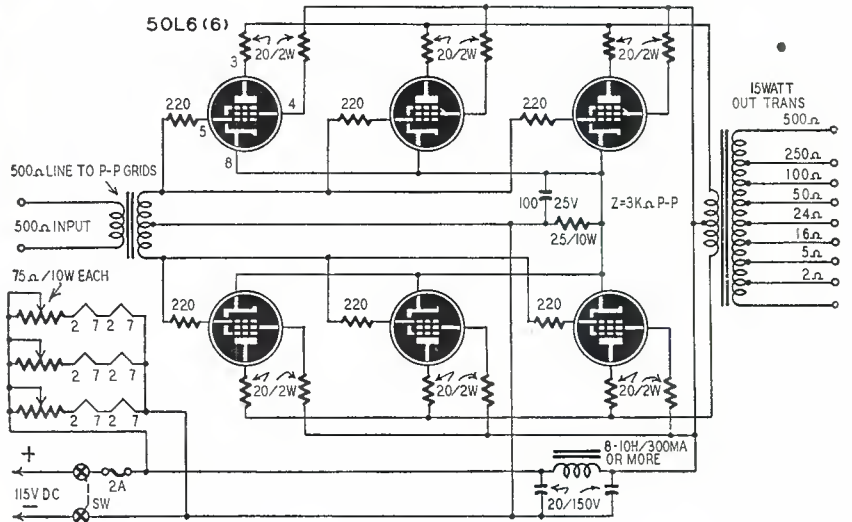 50L6(6)
20/2W
20/2W
20/2W
3
4
5
8
220
220
220
15WATT
OUT TRANS
500Ω
250Ω
100Ω
50Ω
24Ω
16Ω
5Ω
2Ω
500Ω LINE TO P-P GRIDS
500Ω INPUT
100
25V
25/10W
Z=3KΩ P-P
75Ω/10W EACH
2 7 2 7
2 7 2 7
2 7 2 7
220
220
220
20/2W
20/2W
20/2W
8-10H/300MA
OR MORE
20/150V
+
115V DC
−
SW
2A